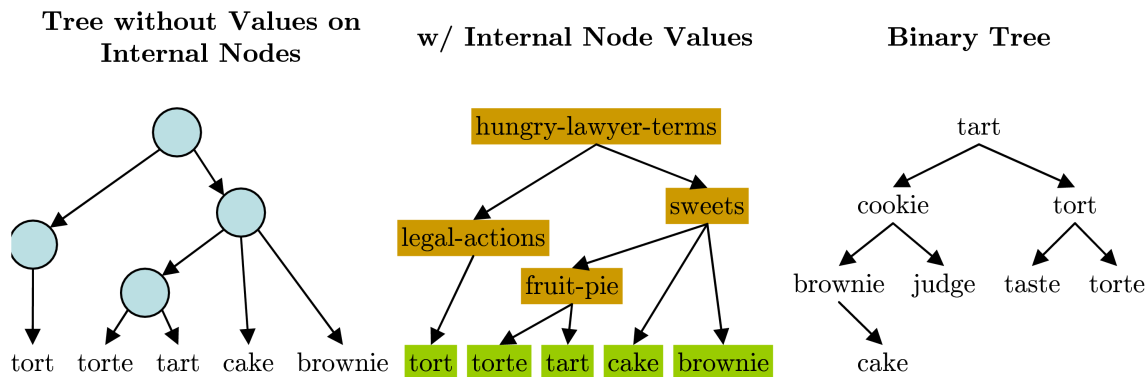 Tree without Values on
Internal Nodes
w/ Internal Node Values
Binary Tree
hungry-lawyer-terms
tart
sweets
cookie
tort
legal-actions
fruit-pie
brownie
judge
taste
torte
tort
torte
tart
cake
brownie
tort
torte
tart
cake
brownie
cake